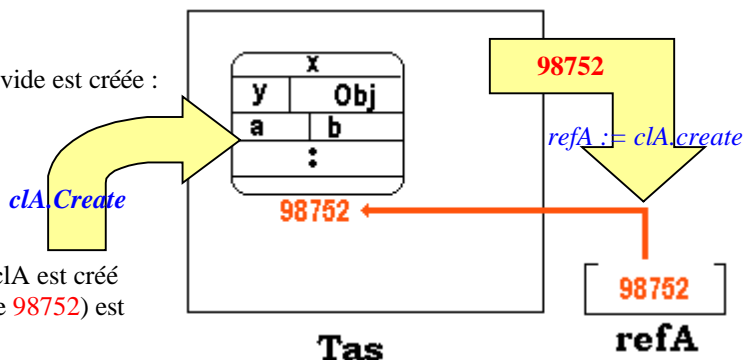 vide est créée :
x
y Obj
a b
:
98752
clA.Create
98752
refA := clA.create
clA est créé
e 98752) est
98752
refA
Tas